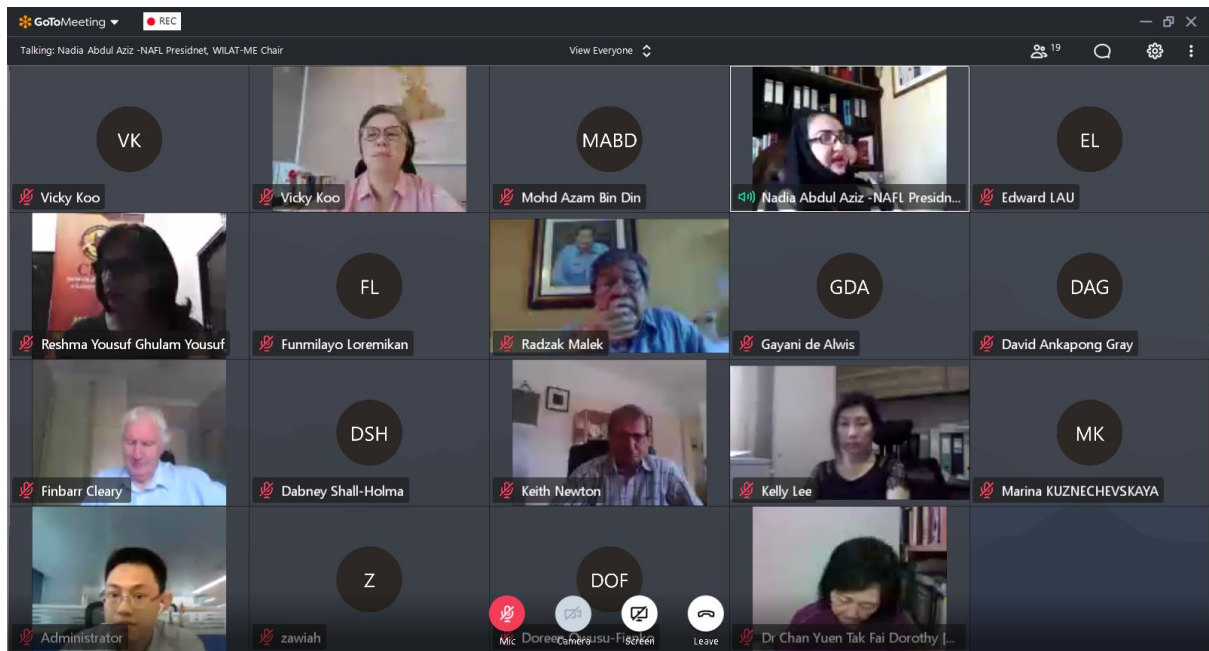 GoToMeeting
REC
Talking: Nadia Abdul Aziz -NAFL Presidnet, WILAT-ME Chair
View Everyone
19
VK
Vicky Koo
Vicky Koo
MABD
Mohd Azam Bin Din
Nadia Abdul Aziz -NAFL Presidn...
EL
Edward LAU
Reshma Yousuf Ghulam Yousuf
FL
Funmilayo Loremikan
Radzak Malek
GDA
Gayani de Alwis
DAG
David Ankapong Gray
Finbarr Cleary
DSH
Dabney Shall-Holma
Keith Newton
Kelly Lee
MK
Marina KUZNECHEVSKAYA
Administrator
Z
zawiah
DOF
Doreen Owusu-Fianko
Dr Chan Yuen Tak Fai Dorothy |...
Mic
Camera
Screen
Leave